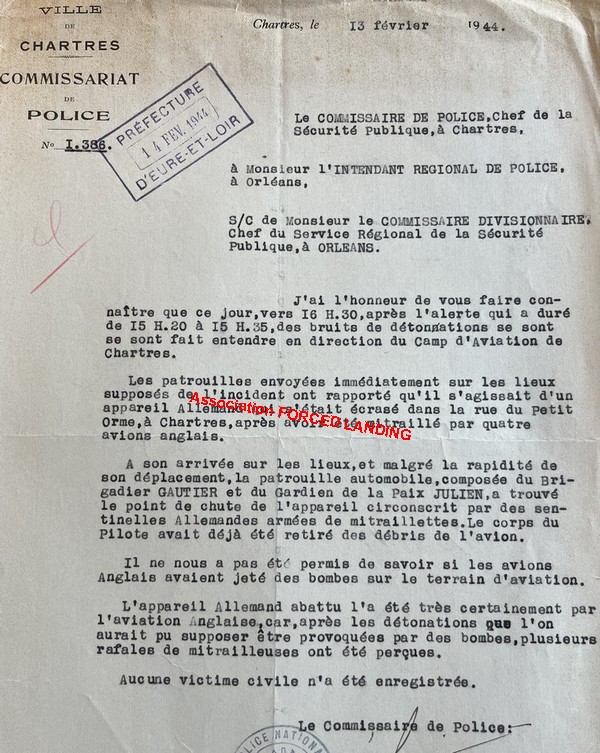 VILLE
DE
CHARTRES
COMMISSARIAT
DE
POLICE
Nº I.386.
Chartres, le 13 février 1944.
PRÉFECTURE
14 FEV. 1944
D'EURE-ET-LOIR
Le COMMISSAIRE DE POLICE,Chef de la
Sécurité Publique,à Chartres,
à Monsieur l'INTENDANT REGIONAL DE POLICE,
à Orléans,
S/C de Monsieur le COMMISSAIRE DIVISIONNAIRE,
Chef du Service Régional de la Sécurité
Publique,à ORLEANS.
J'ai l'honneur de vous faire con-
naître que ce jour,vers I6 H.30,après l'alerte qui a duré
de I5 H.20 à I5 H.35,des bruits de détonnations se sont
se sont fait entendre en direction du Camp d'Aviation de
Chartres.
Les patrouilles envoyées immédiatement sur les lieux
supposés de l'incident ont rapporté qu'il s'agissait d'un
appareil Allemand qui s'était écrasé dans la rue du Petit
Orme,à Chartres,après avoir été mitraillé par quatre
avions anglais.
Association FORCED LANDING
A son arrivée sur les lieux,et malgré la rapidité de
son déplacement,la patrouille automobile,composée du Bri-
gadier GAUTIER et du Gardien de la Paix JULIEN,a trouvé
le point de chute de l'appareil circonscrit par des sen-
tinelles Allemandes armées de mitraillettes.Le corps du
Pilote avait déjà été retiré des débris de l'avion.
Il ne nous a pas été permis de savoir si les avions
Anglais avaient jeté des bombes sur le terrain d'aviation.
L'appareil Allemand abattu l'a été très certainement par
l'aviation Anglaise,car,après les détonations que l'on
aurait pu supposer être provoquées par des bombes,plusieurs
rafales de mitrailleuses ont été perçues.
Aucune victime civile n'a été enregistrée.
Le Commissaire de Police:
POLICE NATIONA